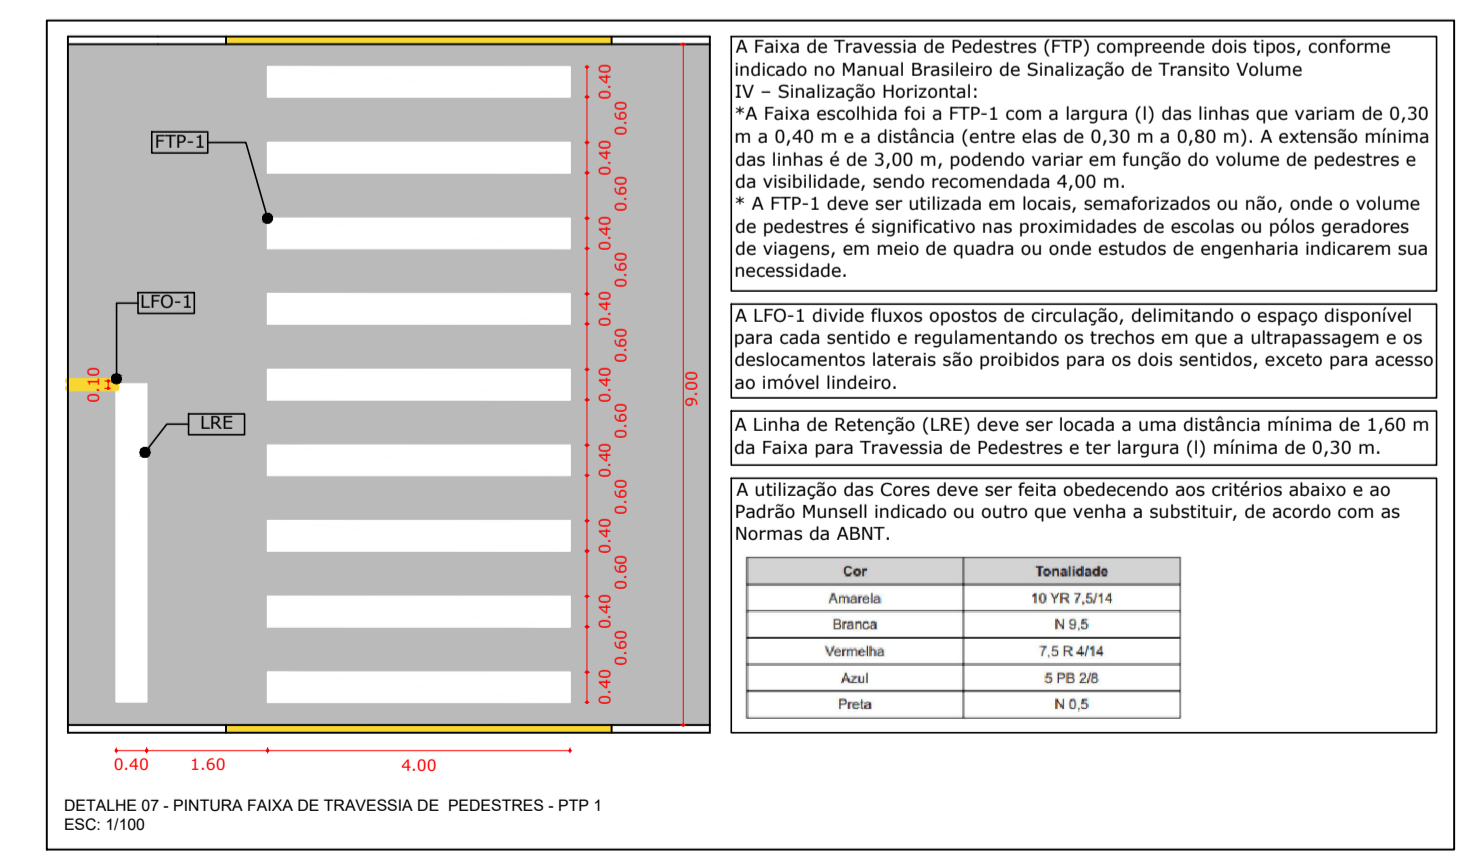 0.40
0.60
0.40
0.60
0.40
0.60
0.40
0.60
0.40
0.60
0.40
0.60
0.40
0.60
0.40
0.60
0.40
9.00
FTP-1
LFO-1
0.10
LRE
0.40
1.60
4.00
DETALHE 07 - PINTURA FAIXA DE TRAVESSIA DE PEDESTRES - PTP 1
ESC: 1/100
A Faixa de Travessia de Pedestres (FTP) compreende dois tipos, conforme
indicado no Manual Brasileiro de Sinalização de Transito Volume
IV – Sinalização Horizontal:
*A Faixa escolhida foi a FTP-1 com a largura (l) das linhas que variam de 0,30
m a 0,40 m e a distância (entre elas de 0,30 m a 0,80 m). A extensão mínima
das linhas é de 3,00 m, podendo variar em função do volume de pedestres e
da visibilidade, sendo recomendada 4,00 m.
* A FTP-1 deve ser utilizada em locais, semaforizados ou não, onde o volume
de pedestres é significativo nas proximidades de escolas ou pólos geradores
de viagens, em meio de quadra ou onde estudos de engenharia indicarem sua
necessidade.
A LFO-1 divide fluxos opostos de circulação, delimitando o espaço disponível
para cada sentido e regulamentando os trechos em que a ultrapassagem e os
deslocamentos laterais são proibidos para os dois sentidos, exceto para acesso
ao imóvel lindeiro.
A Linha de Retenção (LRE) deve ser locada a uma distância mínima de 1,60 m
da Faixa para Travessia de Pedestres e ter largura (l) mínima de 0,30 m.
A utilização das Cores deve ser feita obedecendo aos critérios abaixo e ao
Padrão Munsell indicado ou outro que venha a substituir, de acordo com as
Normas da ABNT.
Cor Tonalidade
Amarela 10 YR 7,5/14
Branca N 9,5
Vermelha 7,5 R 4/14
Azul 5 PB 2/8
Preta N 0,5